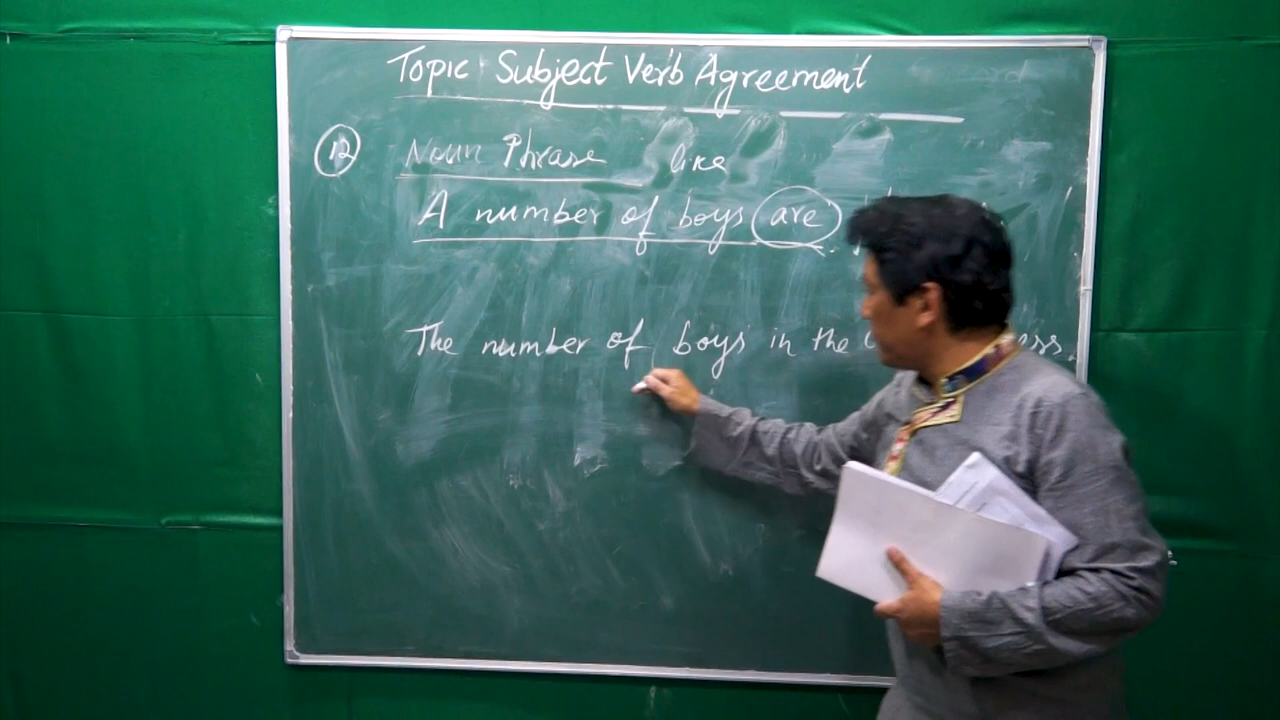 Topic : Subject Verb Agreement
12 Noun Phrase like
A number of boys are
The number of boys in the